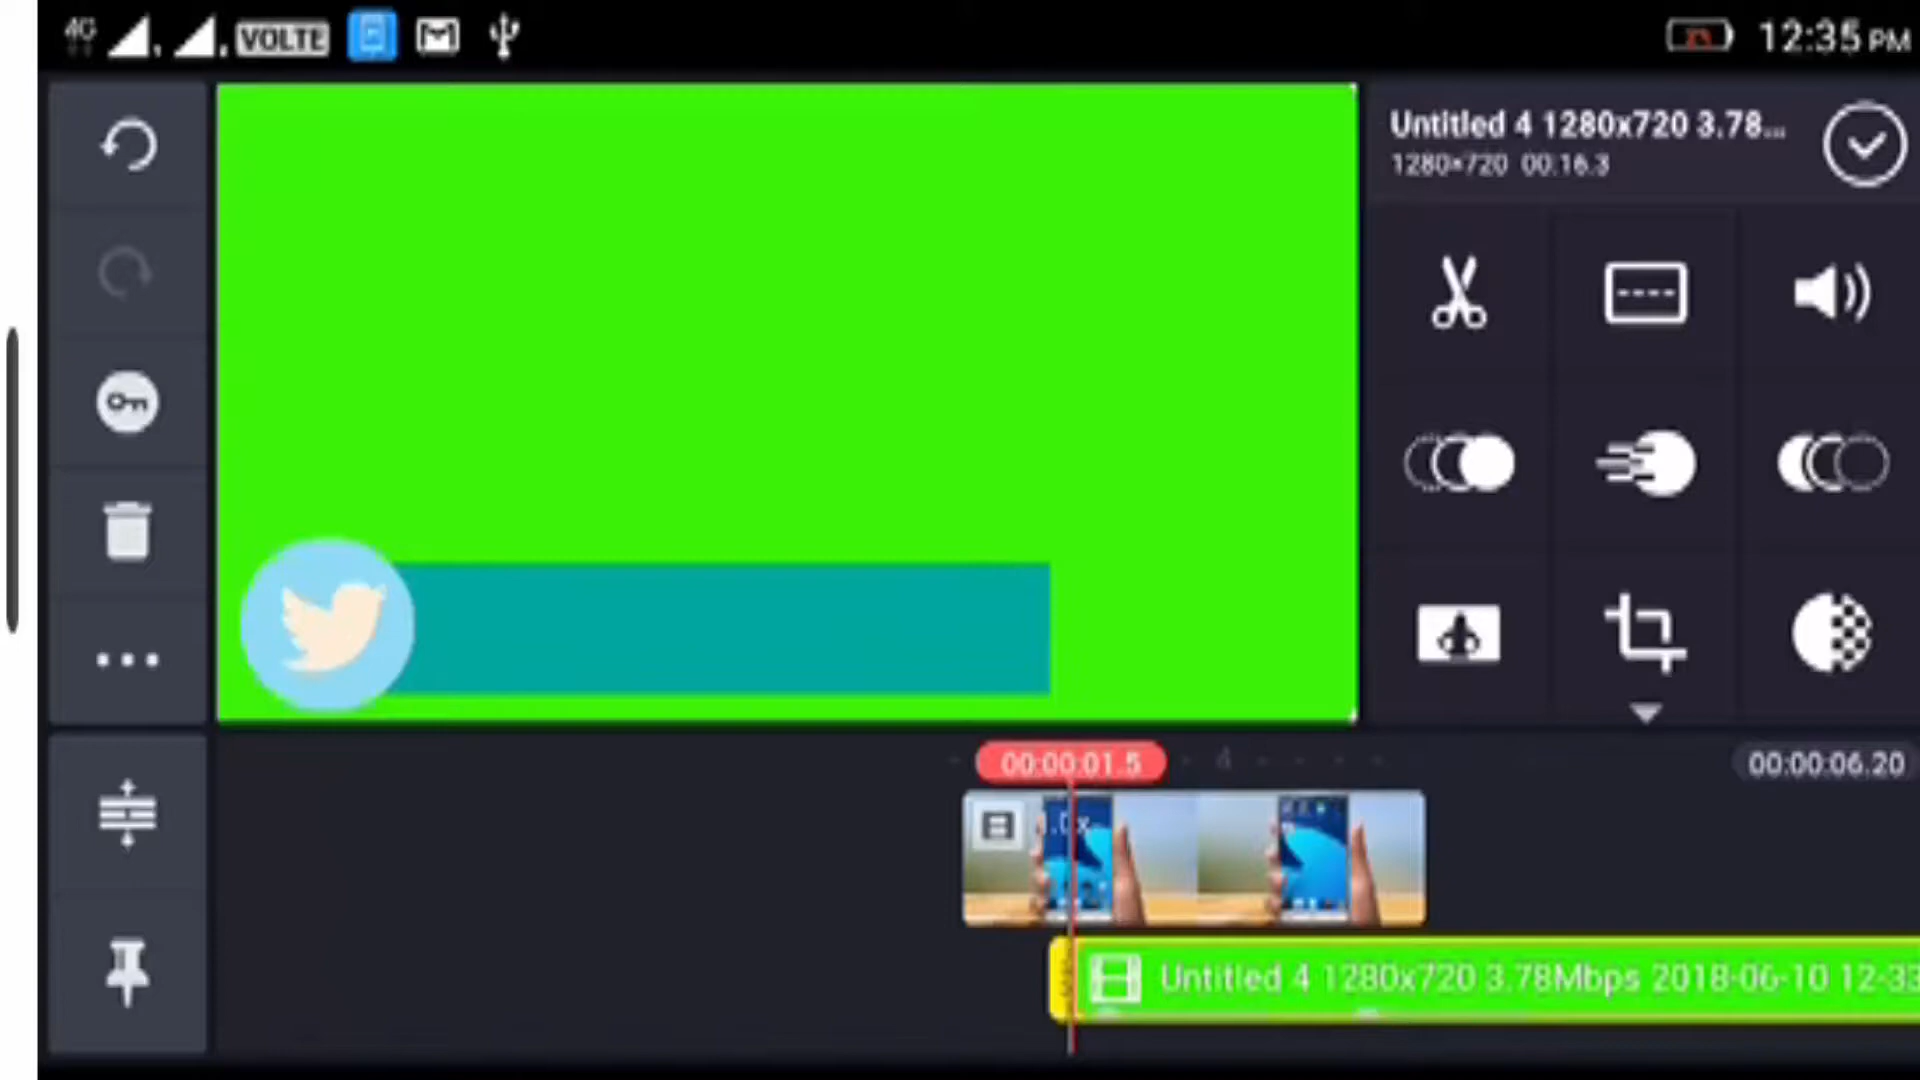 4G VOLTE 12:35 PM
Untitled 4 1280x720 3.78...
1280×720 00:16.3
00:00:01.5
4
00:00:06.20
Untitled 4 1280x720 3.78Mbps 2018-06-10 12-33